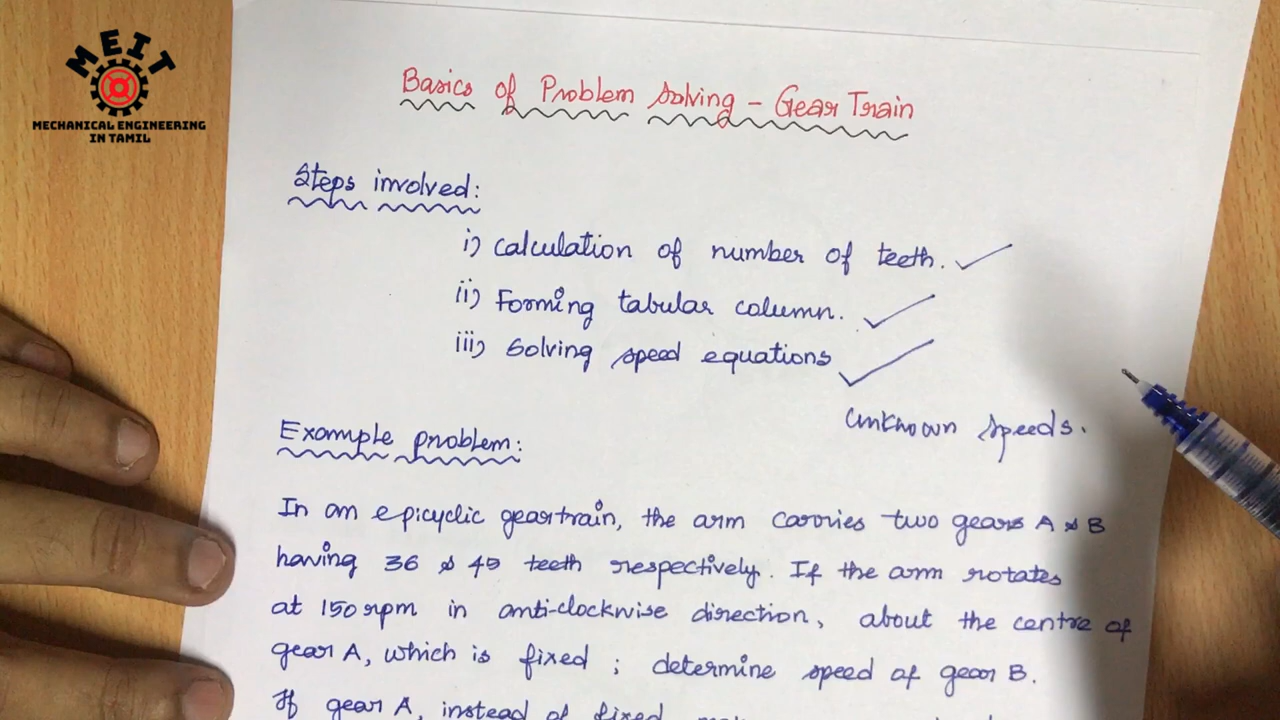 MEIT
MECHANICAL ENGINEERING
IN TAMIL
Basics of Problem Solving - Gear Train
Steps involved:
i) Calculation of number of teeth.
ii) Forming tabular column.
iii) Solving speed equations
unknown speeds.
Example problem:
In an epicyclic geartrain, the arm carries two gears A & B
having 36 & 45 teeth respectively. If the arm rotates
at 150 rpm in anti-clockwise direction, about the centre of
gear A, which is fixed; determine speed of gear B.
If gear A, instead of fixed,